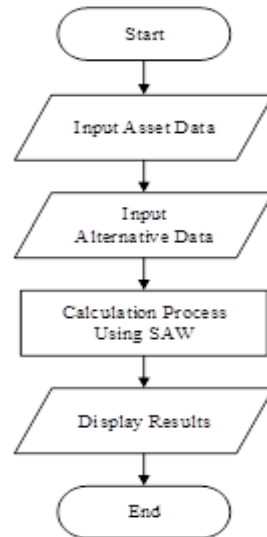 Start
Input Asset Data
Input
Alternative Data
Calculation Process
Using SAW
Display Results
End